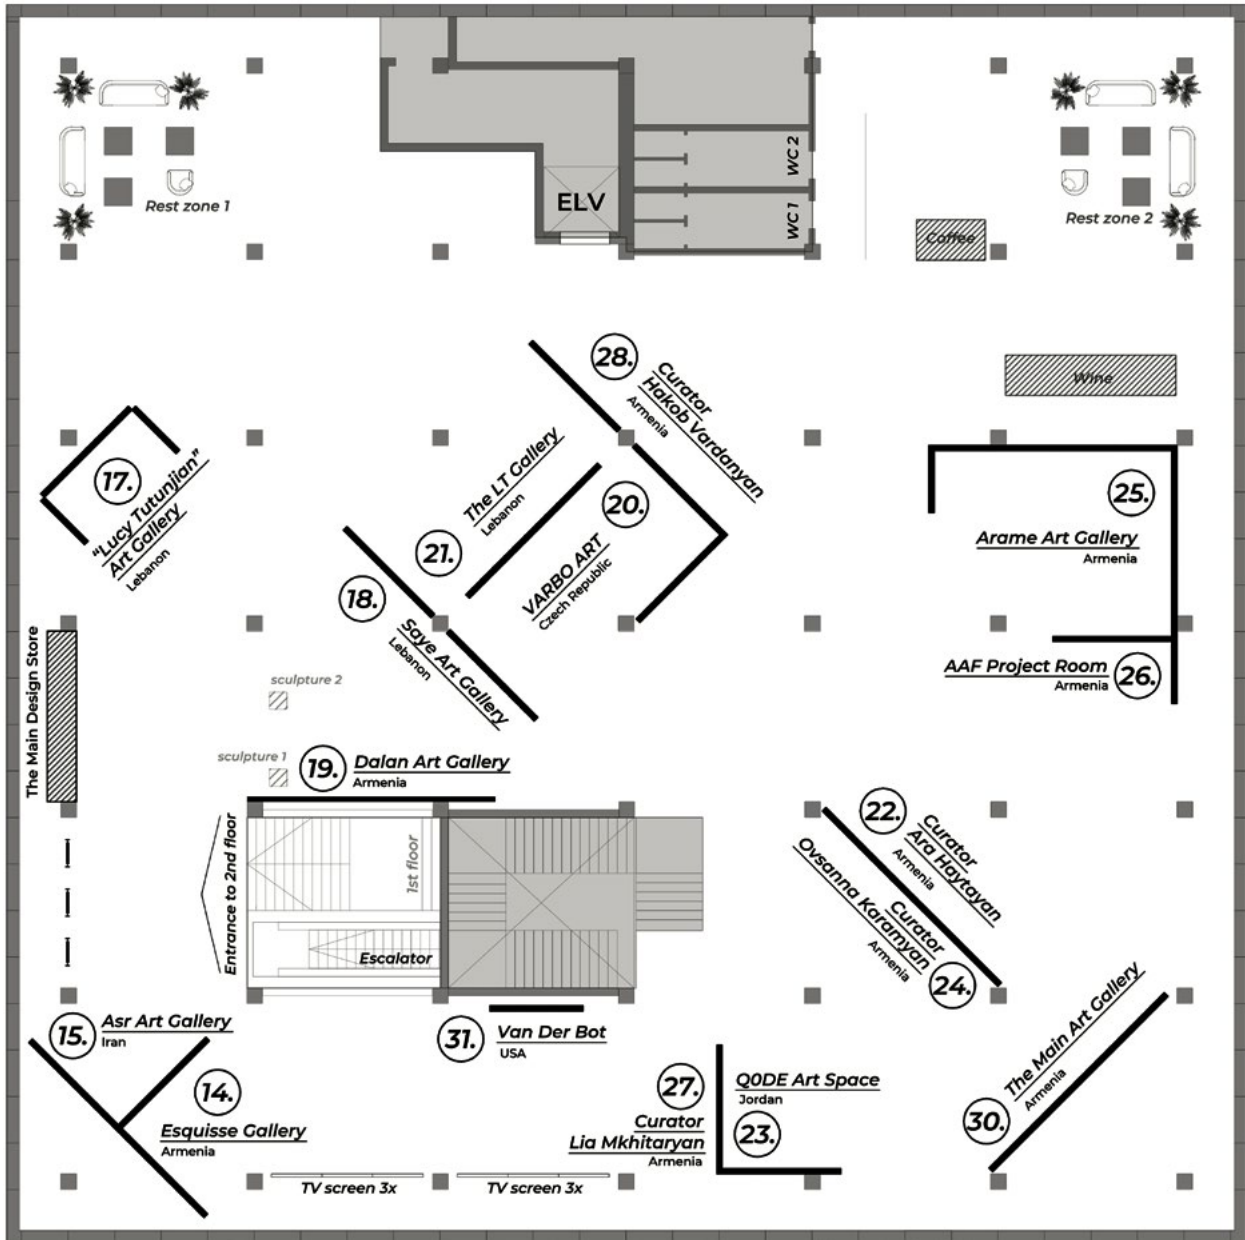 Rest zone 1
ELV
WC 2
WC 1
Caffee
Rest zone 2
Wine
28.
Curator
Hakob Vardanyan
Armenia
17.
"Lucy Tutunjian"
Art Gallery
Lebanon
21.
The LT Gallery
Lebanon
20.
VARBO ART
Czech Republic
25.
Arame Art Gallery
Armenia
18.
Saye Art Gallery
Lebanon
AAF Project Room
Armenia
26.
The Main Design Store
sculpture 2
sculpture 1
19.
Dalan Art Gallery
Armenia
Entrance to 2nd floor
1st floor
Escalator
22.
Curator
Ara Haytayan
Armenia
Curator
Ovsanna Karamyan
Armenia
24.
15.
Asr Art Gallery
Iran
14.
Esquisse Gallery
Armenia
31.
Van Der Bot
USA
27.
Curator
Lia Mkhitaryan
Armenia
Q0DE Art Space
Jordan
23.
30.
The Main Art Gallery
Armenia
TV screen 3x
TV screen 3x